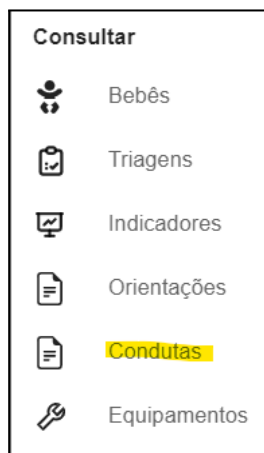 Consultar
Bebês
Triagens
Indicadores
Orientações
Condutas
Equipamentos